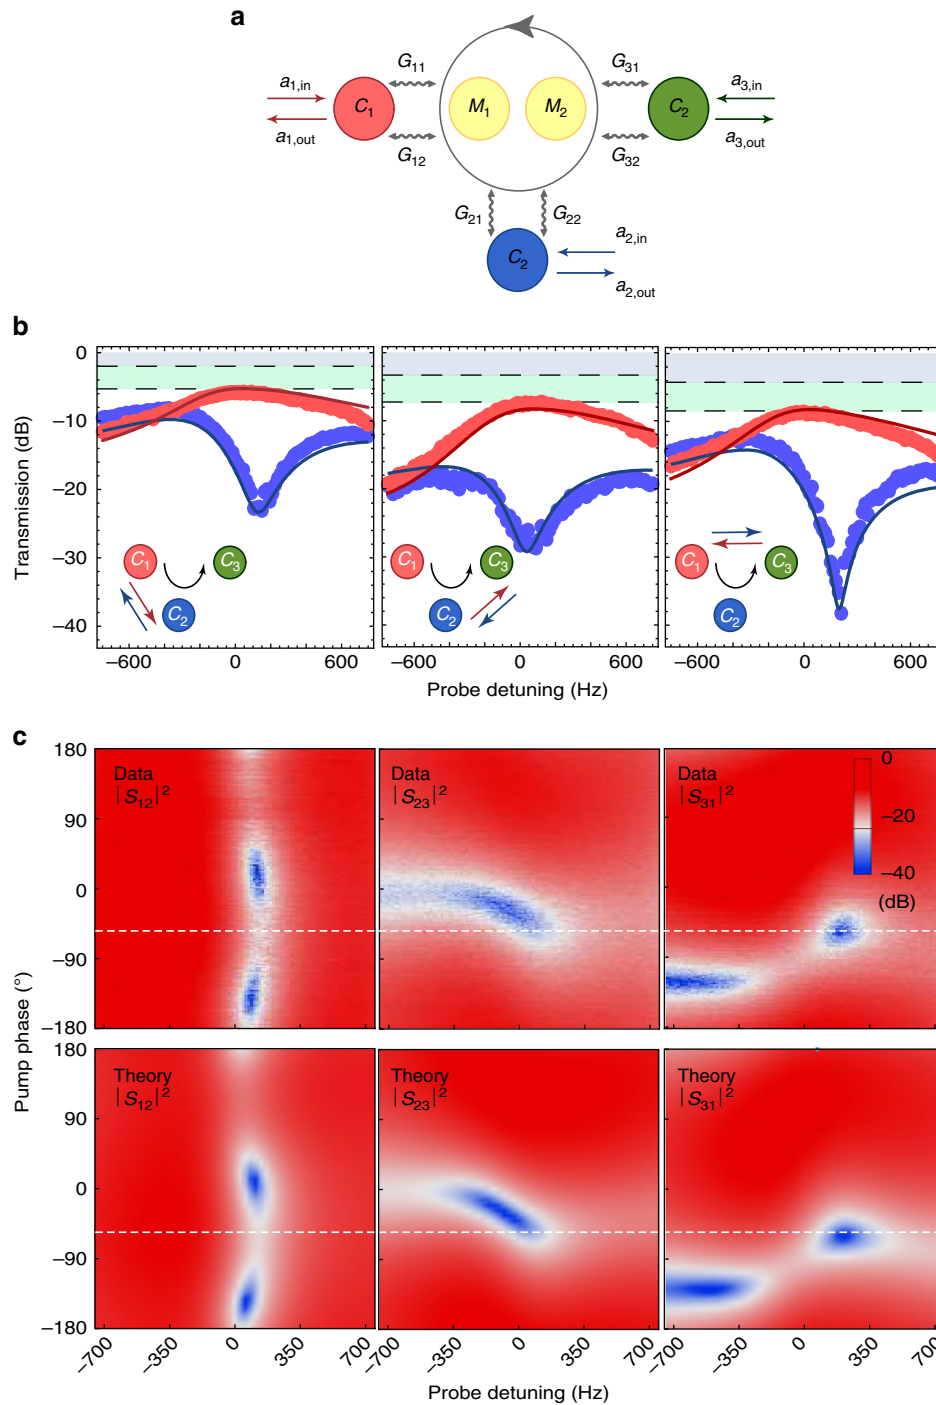 a
G11 G31
a1,in a3,in
C1 M1 M2 C2
a1,out a3,out
G12 G32
G21 G22
a2,in
C2
a2,out
b
Transmission (dB)
0
−10
−20
−30
−40
C1 C3
C2
C1 C3
C2
C1 C3
C2
−600 0 600 −600 0 600 −600 0 600
Probe detuning (Hz)
c
Pump phase (°)
180
90
0
−90
−180
Data
|S12|2
Data
|S23|2
Data
|S31|2
0
−20
−40
(dB)
180
90
0
−90
−180
Theory
|S12|2
Theory
|S23|2
Theory
|S31|2
−700 −350 0 350 700 −700 −350 0 350 700 −700 −350 0 350 700
Probe detuning (Hz)